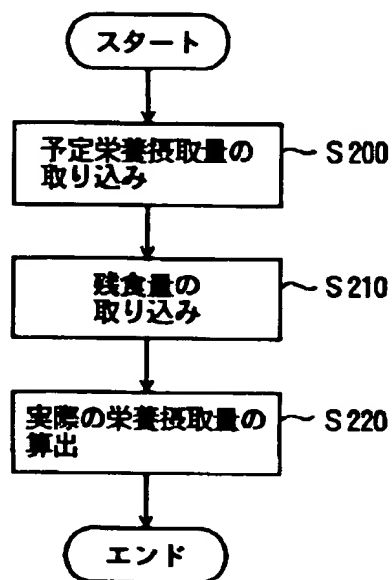 スタート
予定栄養摂取量の
取り込み
S200
残食量の
取り込み
S210
実際の栄養摂取量の
算出
S220
エンド